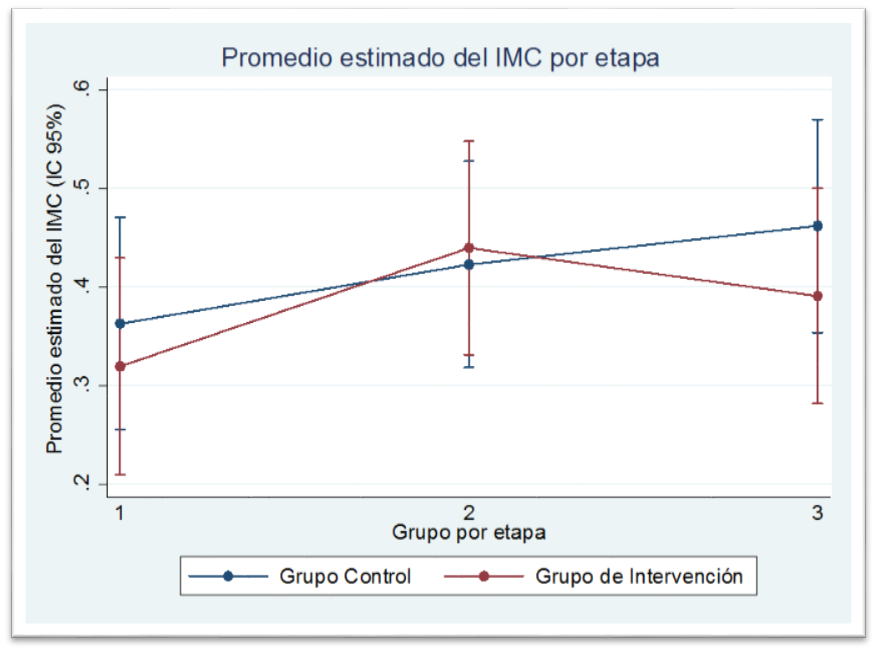 Promedio estimado del IMC por etapa
Promedio estimado del IMC (IC 95%)
.6
.5
.4
.3
.2
1 2 3
Grupo por etapa
Grupo Control Grupo de Intervención